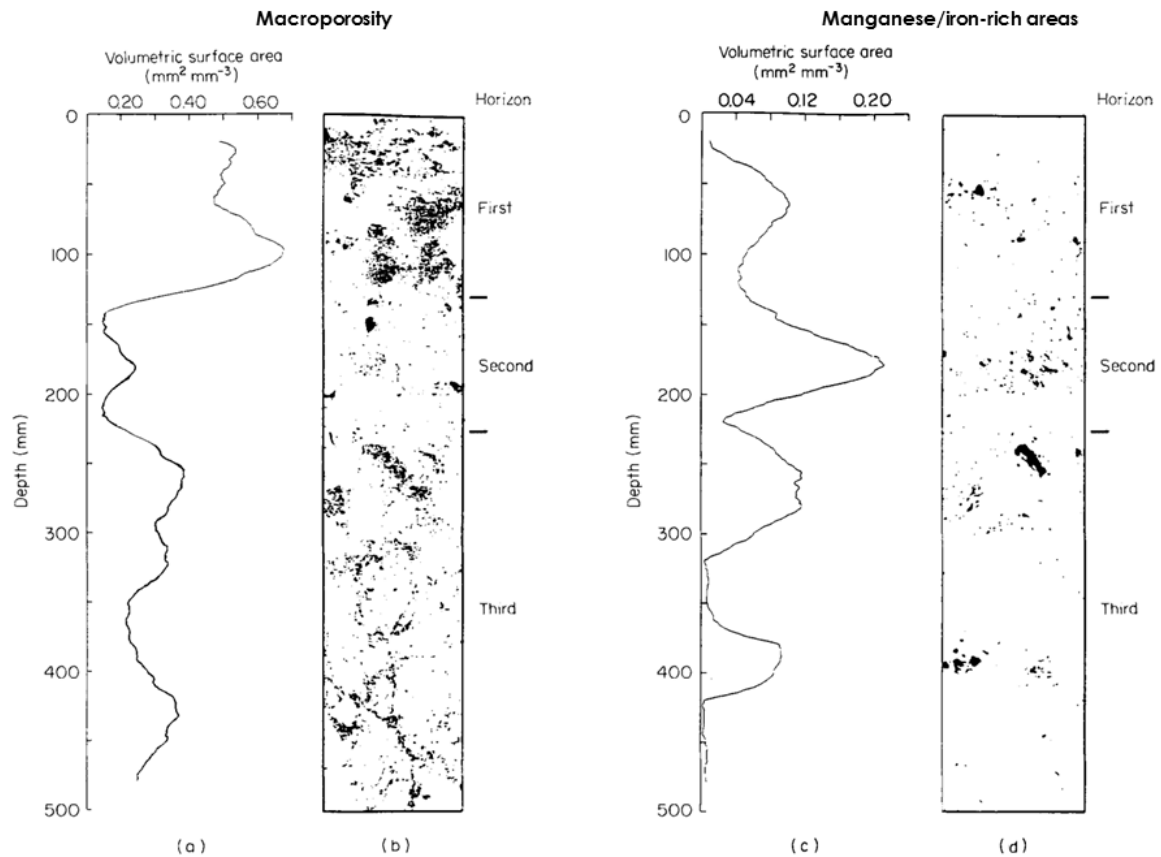 Macroporosity
Volumetric surface area
(mm² mm⁻³)
0.20 0.40 0.60
Horizon
0
100
200
300
400
500
Depth (mm)
First
Second
Third
(a)
(b)
Manganese/iron-rich areas
Volumetric surface area
(mm² mm⁻³)
0.04 0.12 0.20
Horizon
0
100
200
300
400
500
Depth (mm)
First
Second
Third
(c)
(d)